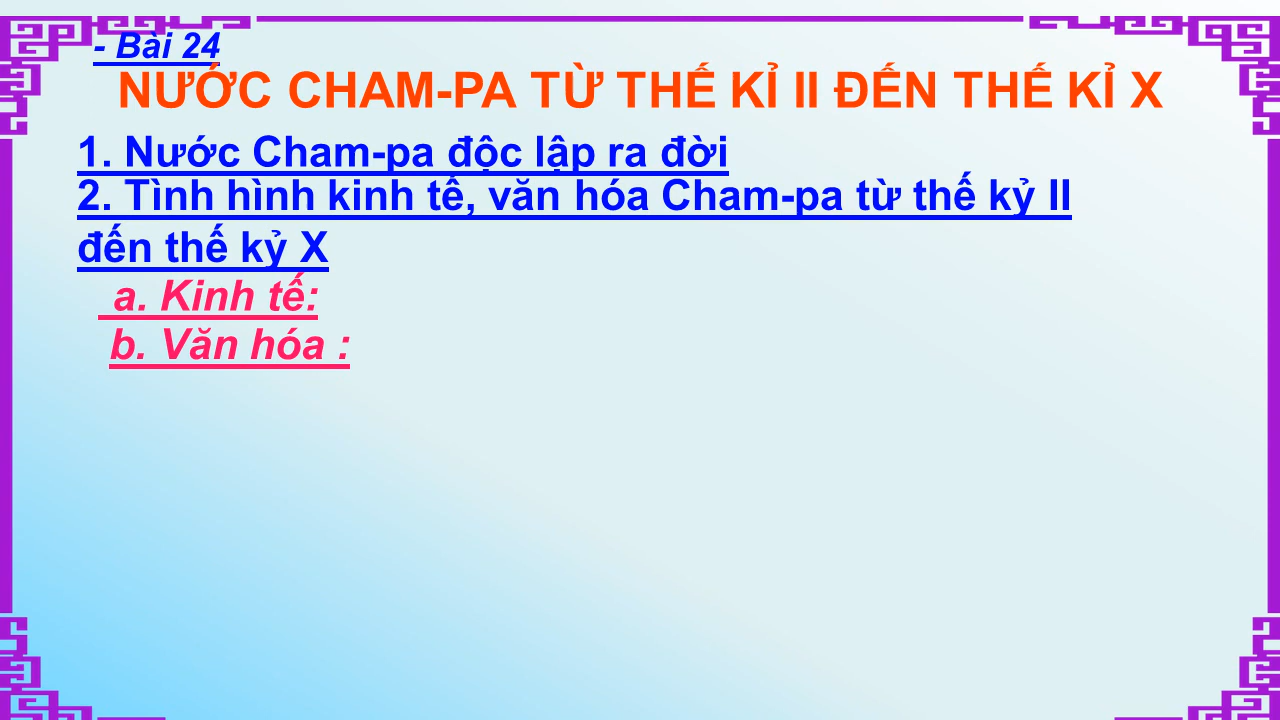 - Bài 24
NƯỚC CHAM-PA TỪ THẾ KỈ II ĐẾN THẾ KỈ X
1. Nước Cham-pa độc lập ra đời
2. Tình hình kinh tế, văn hóa Cham-pa từ thế kỷ II
đến thế kỷ X
a. Kinh tế:
b. Văn hóa :